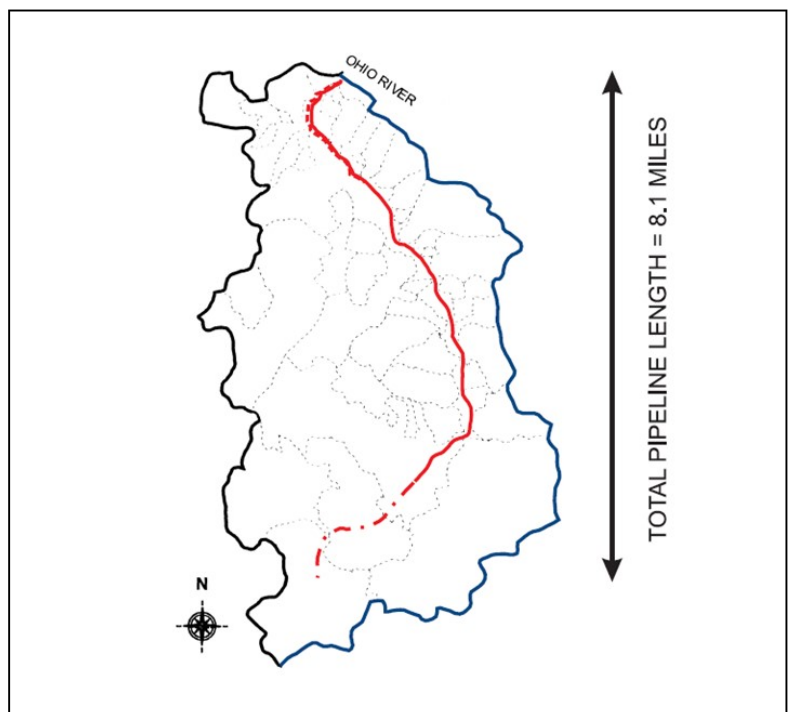 OHIO RIVER
TOTAL PIPELINE LENGTH = 8.1 MILES
N